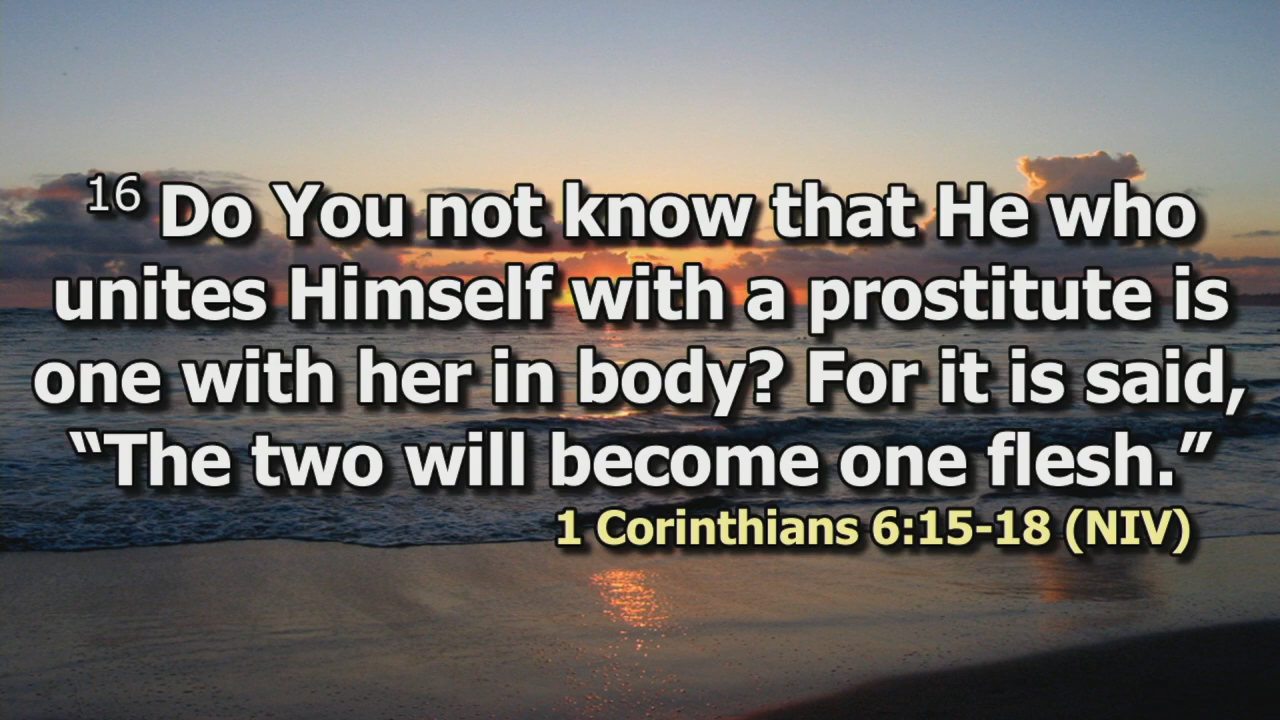 16 Do You not know that He who
unites Himself with a prostitute is
one with her in body? For it is said,
“The two will become one flesh.”
1 Corinthians 6:15-18 (NIV)